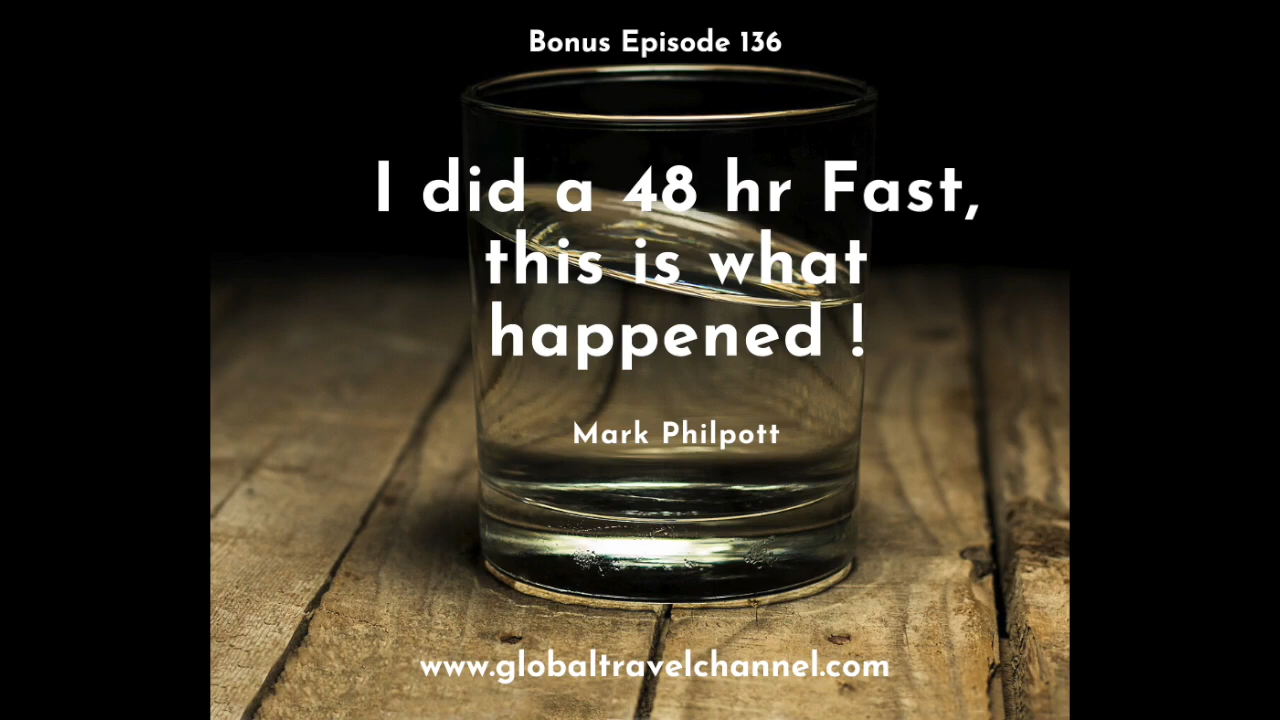 Bonus Episode 136
I did a 48 hr Fast,
this is what
happened !
Mark Philpott
www.globaltravelchannel.com